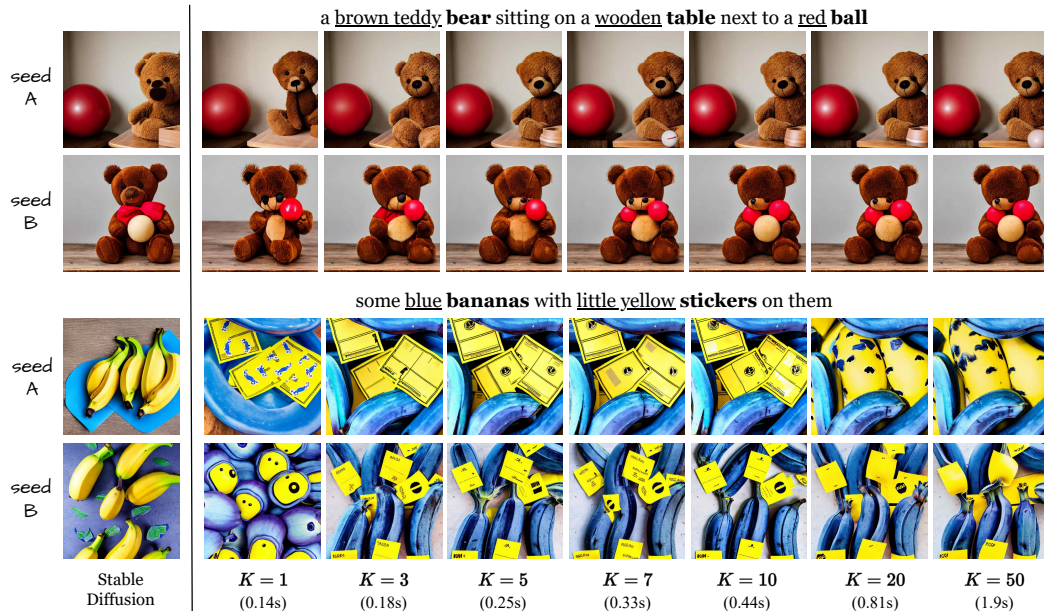 a brown teddy bear sitting on a wooden table next to a red ball
seed
A
seed
B
some blue bananas with little yellow stickers on them
seed
A
seed
B
Stable
Diffusion
K = 1
(0.14s)
K = 3
(0.18s)
K = 5
(0.25s)
K = 7
(0.33s)
K = 10
(0.44s)
K = 20
(0.81s)
K = 50
(1.9s)